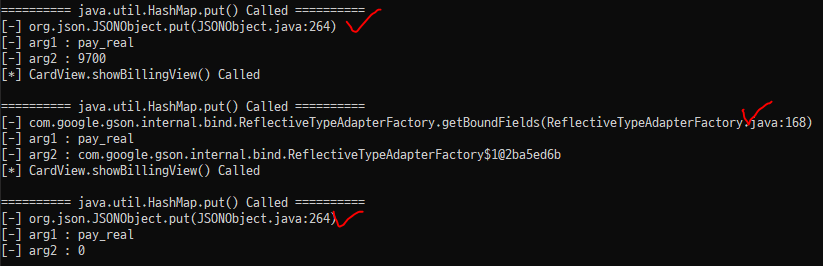 ========== java.util.HashMap.put() Called ==========
[-] org.json.JSONObject.put(JSONObject.java:264)
[-] arg1 : pay_real
[-] arg2 : 9700
[*] CardView.showBillingView() Called
========== java.util.HashMap.put() Called ==========
[-] com.google.gson.internal.bind.ReflectiveTypeAdapterFactory.getBoundFields(ReflectiveTypeAdapterFactory.java:168)
[-] arg1 : pay_real
[-] arg2 : com.google.gson.internal.bind.ReflectiveTypeAdapterFactory$1@2ba5ed6b
[*] CardView.showBillingView() Called
========== java.util.HashMap.put() Called ==========
[-] org.json.JSONObject.put(JSONObject.java:264)
[-] arg1 : pay_real
[-] arg2 : 0